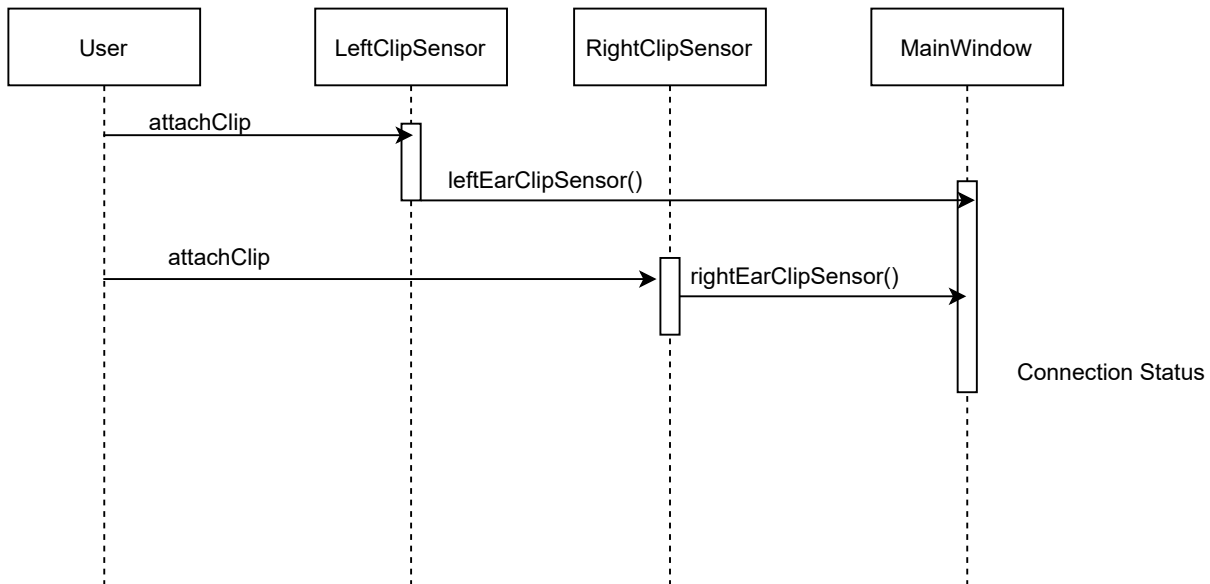 User
LeftClipSensor
RightClipSensor
MainWindow
attachClip
leftEarClipSensor()
attachClip
rightEarClipSensor()
Connection Status